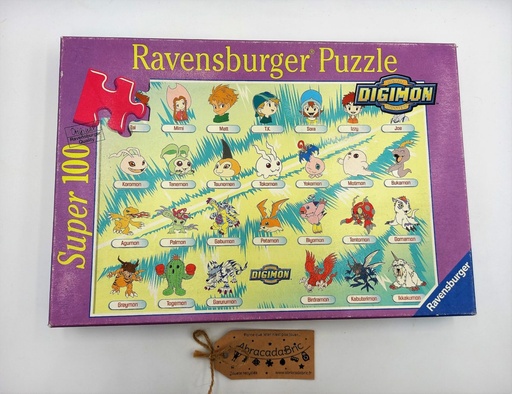 Ravensburger® Puzzle
DIGIMON
Mimi Matt T.K. Sora Izzy Joe
Super 100
Koromon Tanemon Tsunomon Tokomon Yokomon Motimon Bukamon
Agumon Palmon Gabumon Patamon Biyomon Tentomon Gomamon
Greymon Togemon Garurumon DIGIMON Birdramon Kabuterimon Ikkakumon
Ravensburger
AbracadaBric